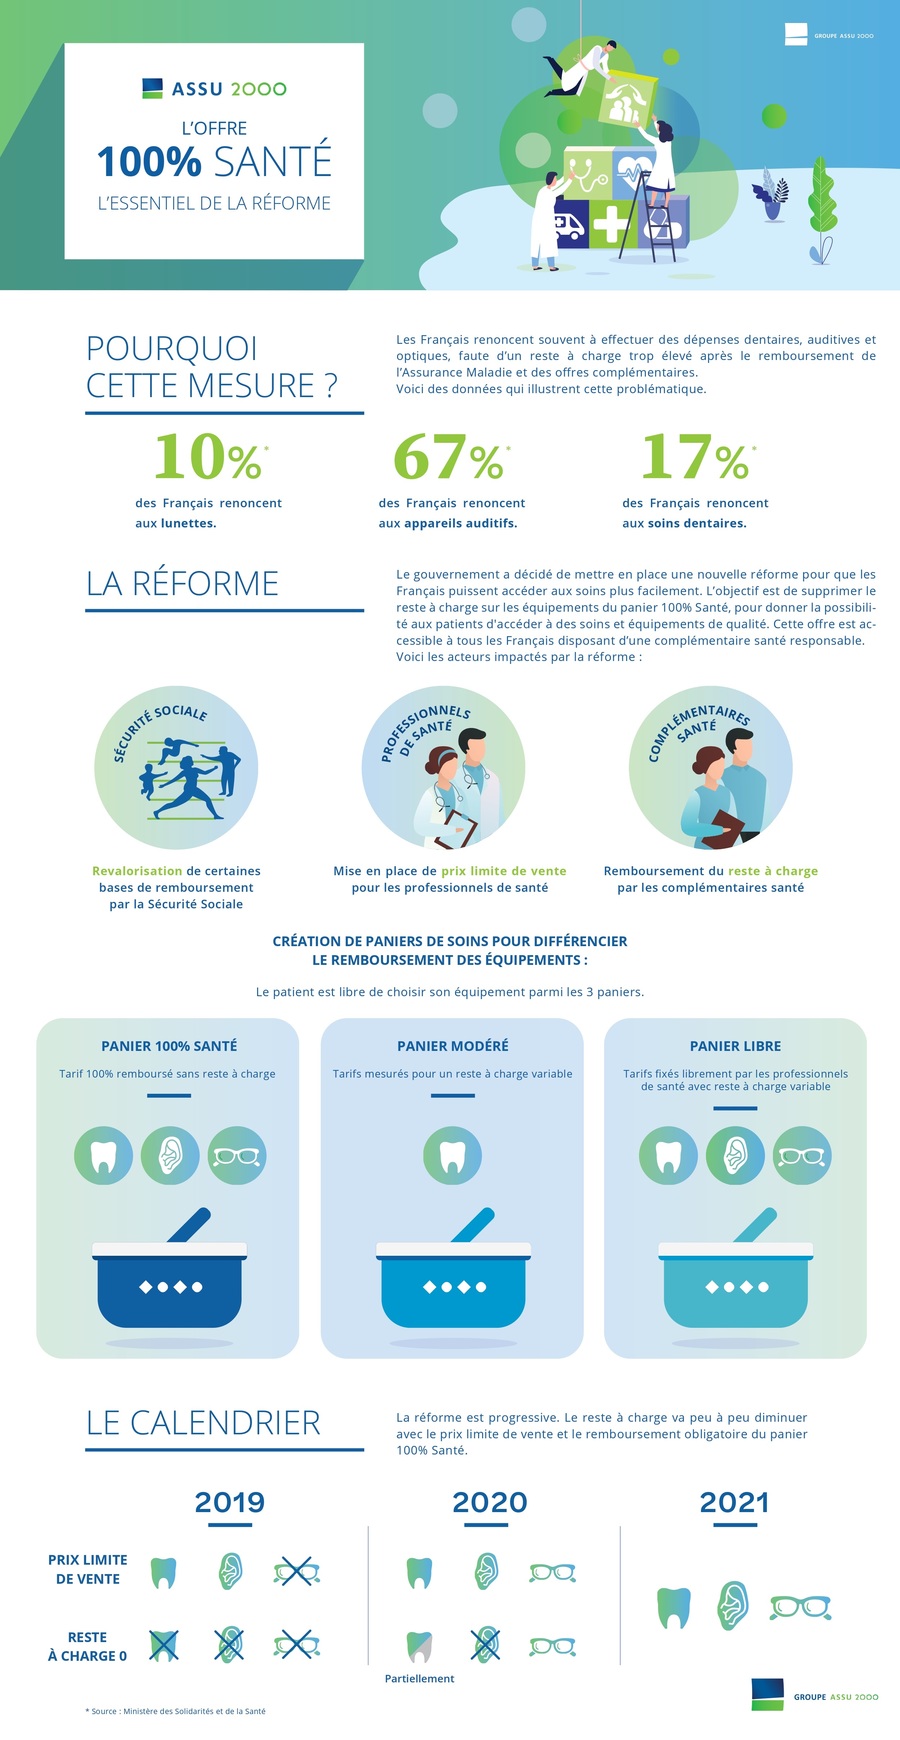 GROUPE ASSU 2000
ASSU 2000
L'OFFRE
100% SANTÉ
L'ESSENTIEL DE LA RÉFORME
POURQUOI
CETTE MESURE ?
Les Français renoncent souvent à effectuer des dépenses dentaires, auditives et
optiques, faute d'un reste à charge trop élevé après le remboursement de
l'Assurance Maladie et des offres complémentaires.
Voici des données qui illustrent cette problématique.
10%*
des Français renoncent
aux lunettes.
67%*
des Français renoncent
aux appareils auditifs.
17%*
des Français renoncent
aux soins dentaires.
LA RÉFORME
Le gouvernement a décidé de mettre en place une nouvelle réforme pour que les
Français puissent accéder aux soins plus facilement. L'objectif est de supprimer le
reste à charge sur les équipements du panier 100% Santé, pour donner la possibili-
té aux patients d'accéder à des soins et équipements de qualité. Cette offre est ac-
cessible à tous les Français disposant d'une complémentaire santé responsable.
Voici les acteurs impactés par la réforme :
SÉCURITÉ SOCIALE
Revalorisation de certaines
bases de remboursement
par la Sécurité Sociale
PROFESSIONNELS
DE SANTÉ
Mise en place de prix limite de vente
pour les professionnels de santé
COMPLÉMENTAIRES
SANTÉ
Remboursement du reste à charge
par les complémentaires santé
CRÉATION DE PANIERS DE SOINS POUR DIFFÉRENCIER
LE REMBOURSEMENT DES ÉQUIPEMENTS :
Le patient est libre de choisir son équipement parmi les 3 paniers.
PANIER 100% SANTÉ
Tarif 100% remboursé sans reste à charge
PANIER MODÉRÉ
Tarifs mesurés pour un reste à charge variable
PANIER LIBRE
Tarifs fixés librement par les professionnels
de santé avec reste à charge variable
LE CALENDRIER
La réforme est progressive. Le reste à charge va peu à peu diminuer
avec le prix limite de vente et le remboursement obligatoire du panier
100% Santé.
2019
2020
2021
PRIX LIMITE
DE VENTE
RESTE
À CHARGE 0
Partiellement
GROUPE ASSU 2000
* Source : Ministère des Solidarités et de la Santé